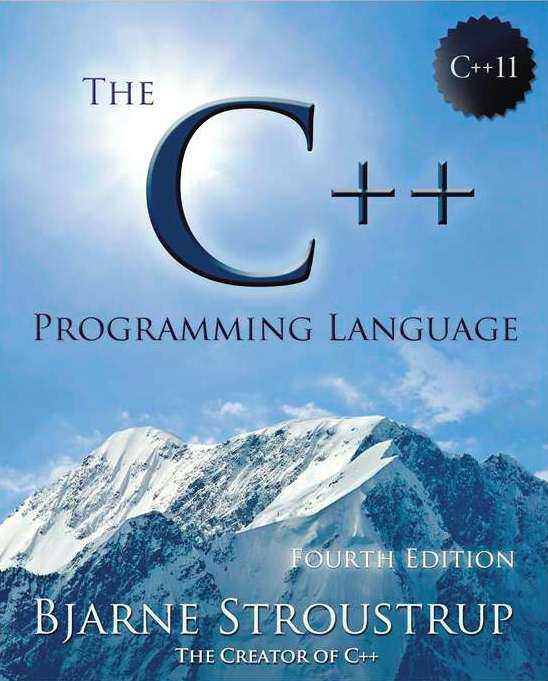 C++11
THE
C++
PROGRAMMING LANGUAGE
FOURTH EDITION
BJARNE STROUSTRUP
THE CREATOR OF C++